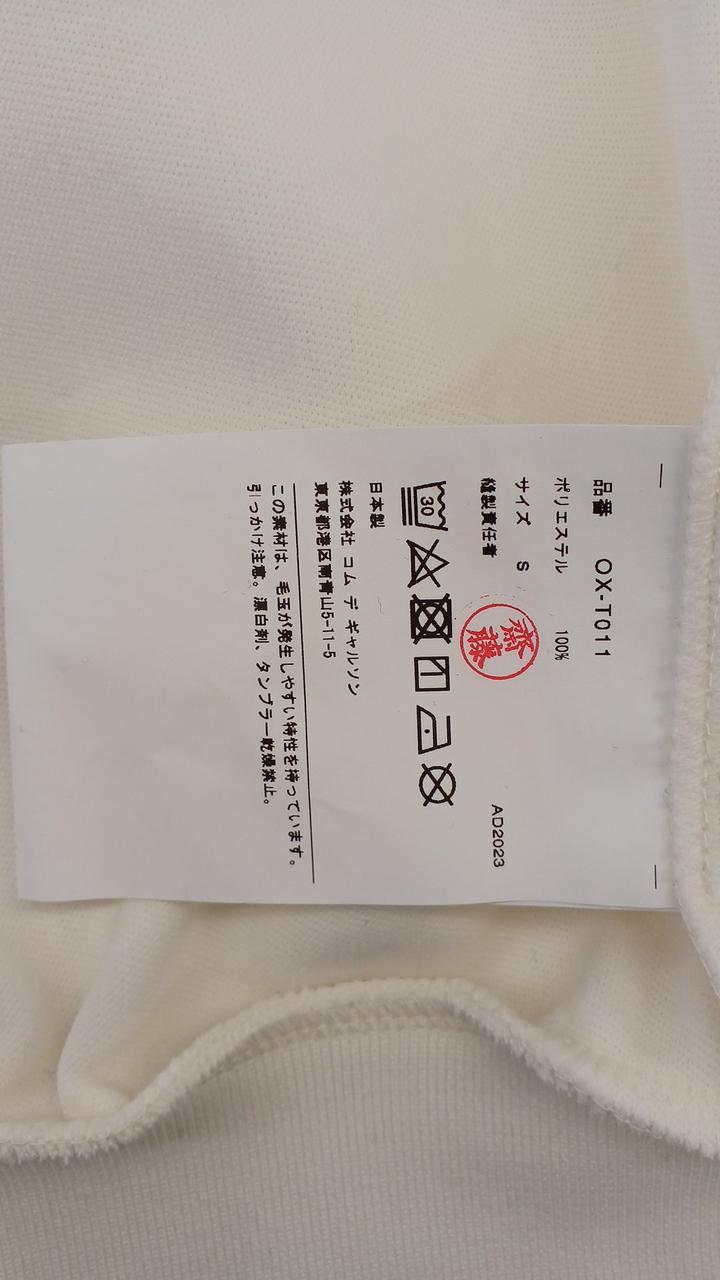 品番 OX-T011
ポリエステル 100%
サイズ S
縫製責任者 齋藤 AD2023
30
日本製
株式会社 コム デ ギャルソン
東京都港区南青山5-11-5
この素材は、毛玉が発生しやすい特性を持っています。
引っかけ注意。漂白剤、タンブラー乾燥禁止。